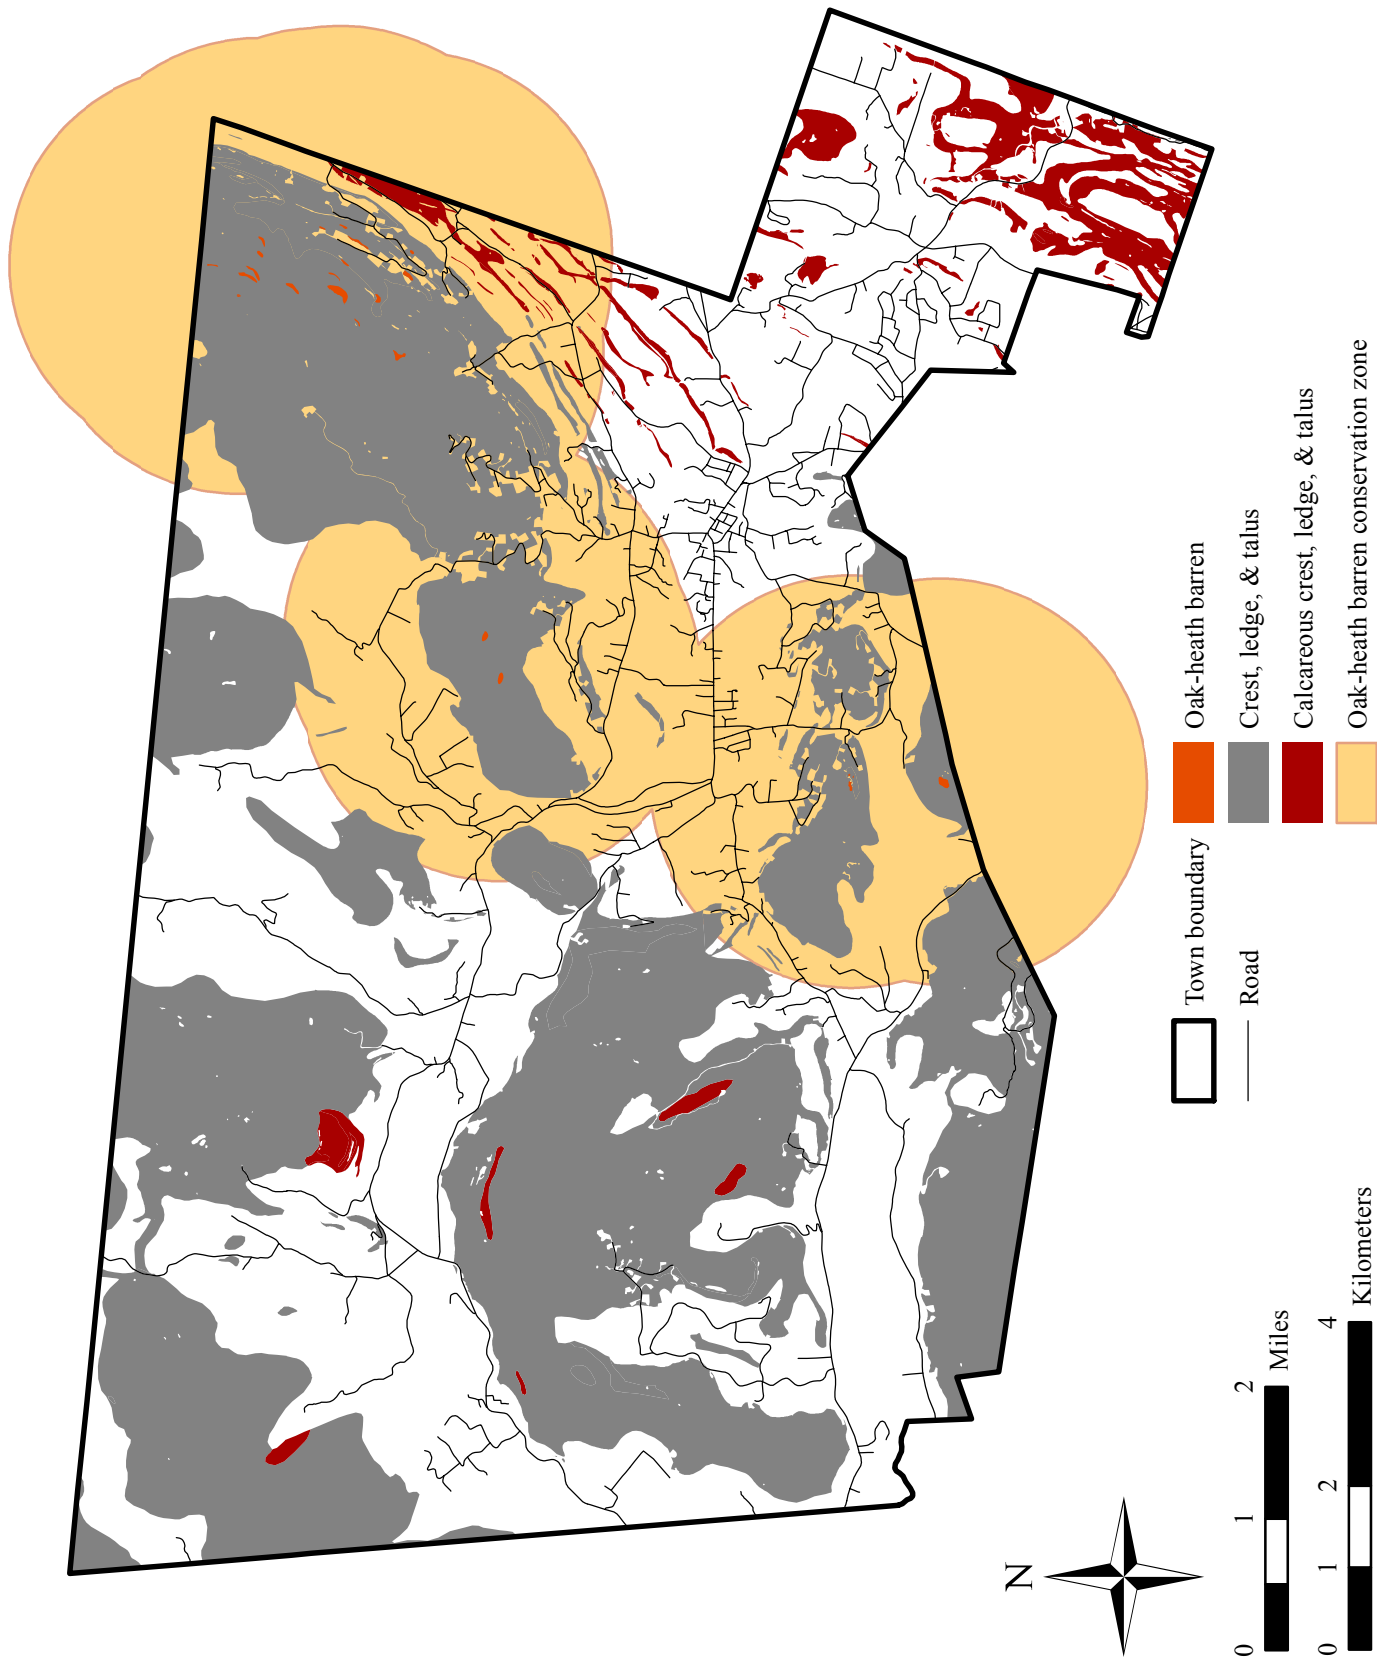 N
0 1 2 Miles
0 1 2 4 Kilometers
Town boundary
Road
Oak-heath barren
Crest, ledge, & talus
Calcareous crest, ledge, & talus
Oak-heath barren conservation zone